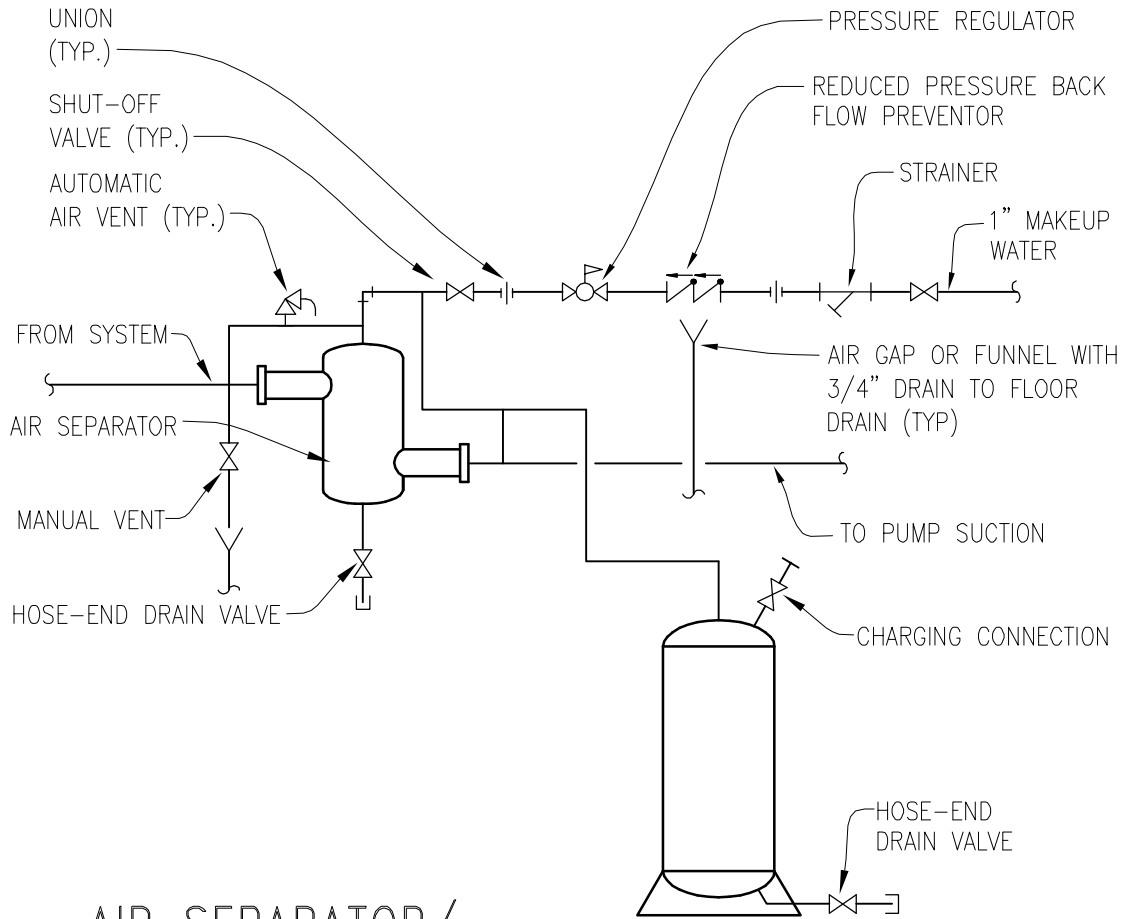 UNION
(TYP.)
SHUT-OFF
VALVE (TYP.)
AUTOMATIC
AIR VENT (TYP.)
FROM SYSTEM
AIR SEPARATOR
MANUAL VENT
HOSE-END DRAIN VALVE
PRESSURE REGULATOR
REDUCED PRESSURE BACK
FLOW PREVENTOR
STRAINER
1" MAKEUP
WATER
AIR GAP OR FUNNEL WITH
3/4" DRAIN TO FLOOR
DRAIN (TYP)
TO PUMP SUCTION
CHARGING CONNECTION
HOSE-END
DRAIN VALVE
AIR SEPARATOR/